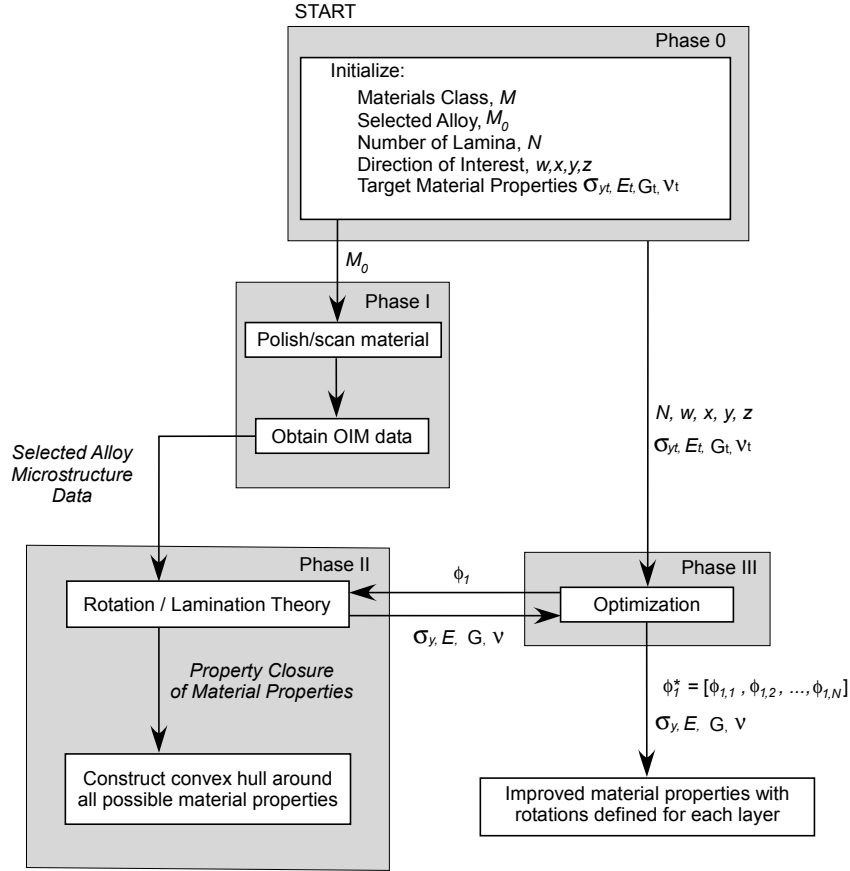 START
Phase 0
Initialize:
Materials Class, M
Selected Alloy, M₀
Number of Lamina, N
Direction of Interest, w,x,y,z
Target Material Properties σyt, Et, Gt, νt
M₀
Phase I
Polish/scan material
Obtain OIM data
N, w, x, y, z
σyt, Et, Gt, νt
Selected Alloy
Microstructure
Data
Phase II
Rotation / Lamination Theory
ϕ₁
σy, E, G, ν
Phase III
Optimization
Property Closure
of Material Properties
ϕ₁* = [ϕ₁,₁ , ϕ₁,₂ , ...,ϕ₁,N]
σy, E, G, ν
Construct convex hull around
all possible material properties
Improved material properties with
rotations defined for each layer